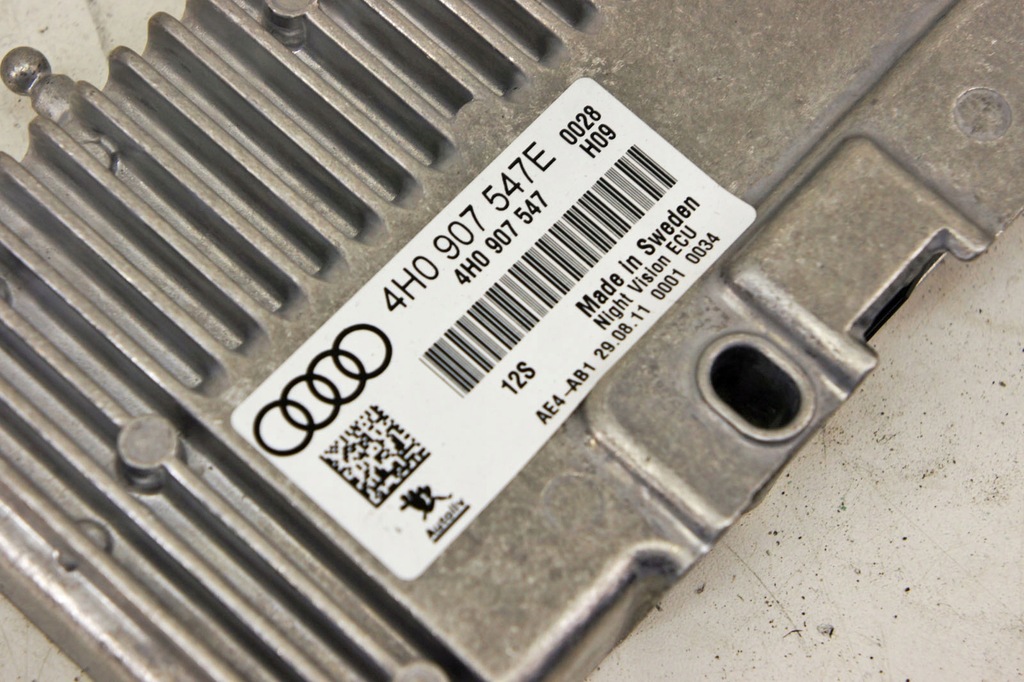 4H0 907 547E 0028
4H0 907 547 H09
12S
Made In Sweden
Night Vision ECU
AE4-AB1 29.08.11 0001 0034
Autoliv